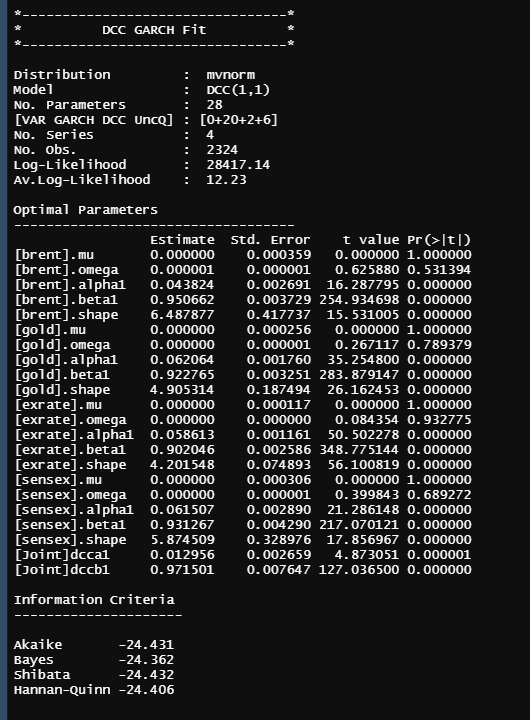 *---------------------------------*
*          DCC GARCH Fit          *
*---------------------------------*
Distribution         :  mvnorm
Model                :  DCC(1,1)
No. Parameters       :  28
[VAR GARCH DCC UncQ] : [0+20+2+6]
No. Series           :  4
No. Obs.             :  2324
Log-Likelihood       :  28417.14
Av.Log-Likelihood    :  12.23
Optimal Parameters
-----------------------------------
                 Estimate  Std. Error    t value Pr(>|t|)
[brent].mu       0.000000    0.000359   0.000000 1.000000
[brent].omega    0.000001    0.000001   0.625880 0.531394
[brent].alpha1   0.043824    0.002691  16.287795 0.000000
[brent].beta1    0.950662    0.003729 254.934698 0.000000
[brent].shape    6.487877    0.417737  15.531005 0.000000
[gold].mu        0.000000    0.000256   0.000000 1.000000
[gold].omega     0.000000    0.000001   0.267117 0.789379
[gold].alpha1    0.062064    0.001760  35.254800 0.000000
[gold].beta1     0.922765    0.003251 283.879147 0.000000
[gold].shape     4.905314    0.187494  26.162453 0.000000
[exrate].mu      0.000000    0.000117   0.000000 1.000000
[exrate].omega   0.000000    0.000000   0.084354 0.932775
[exrate].alpha1  0.058613    0.001161  50.502278 0.000000
[exrate].beta1   0.902046    0.002586 348.775144 0.000000
[exrate].shape   4.201548    0.074893  56.100819 0.000000
[sensex].mu      0.000000    0.000306   0.000000 1.000000
[sensex].omega   0.000000    0.000001   0.399843 0.689272
[sensex].alpha1  0.061507    0.002890  21.286148 0.000000
[sensex].beta1   0.931267    0.004290 217.070121 0.000000
[sensex].shape   5.874509    0.328976  17.856967 0.000000
[Joint]dcca1     0.012956    0.002659   4.873051 0.000001
[Joint]dccb1     0.971501    0.007647 127.036500 0.000000
Information Criteria
---------------------
Akaike       -24.431
Bayes        -24.362
Shibata      -24.432
Hannan-Quinn -24.406